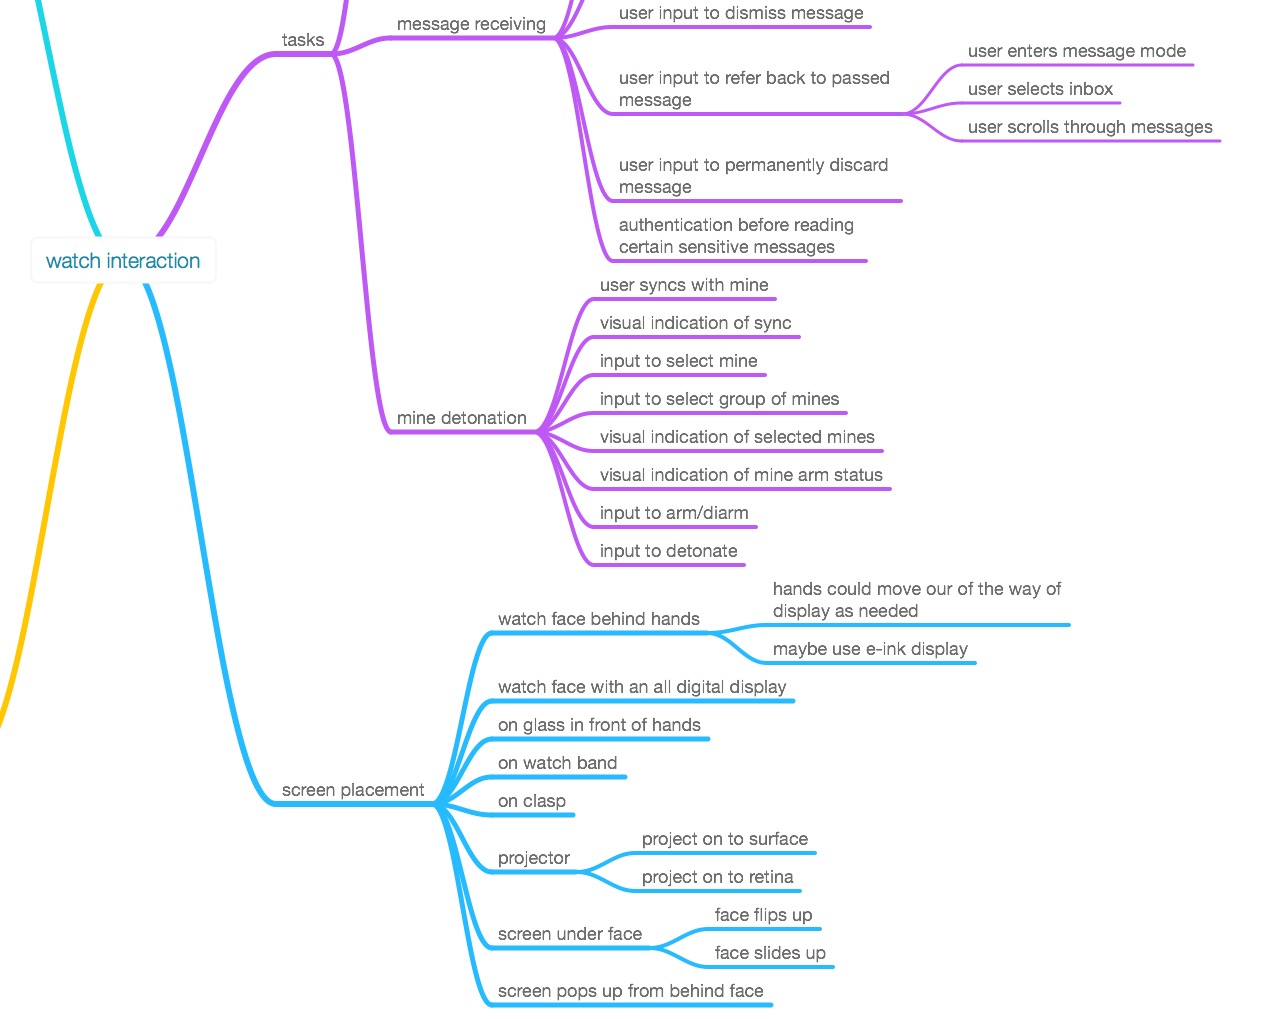 user input to dismiss message
message receiving
tasks
user enters message mode
user input to refer back to passed
message
user selects inbox
user scrolls through messages
user input to permanently discard
message
authentication before reading
certain sensitive messages
watch interaction
user syncs with mine
visual indication of sync
input to select mine
input to select group of mines
mine detonation
visual indication of selected mines
visual indication of mine arm status
input to arm/diarm
input to detonate
hands could move our of the way of
display as needed
watch face behind hands
maybe use e-ink display
watch face with an all digital display
on glass in front of hands
on watch band
screen placement
on clasp
project on to surface
projector
project on to retina
face flips up
screen under face
face slides up
screen pops up from behind face